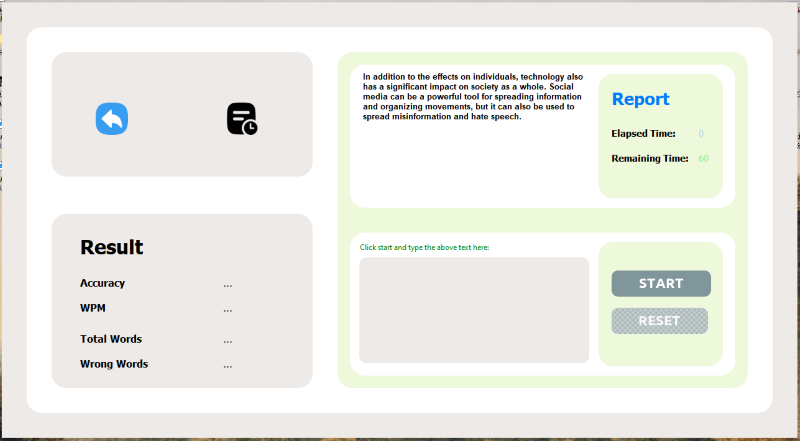 In addition to the effects on individuals, technology also
has a significant impact on society as a whole. Social
media can be a powerful tool for spreading information
and organizing movements, but it can also be used to
spread misinformation and hate speech.
Report
Elapsed Time: 0
Remaining Time: 60
Result
Accuracy ...
WPM ...
Total Words ...
Wrong Words ...
Click start and type the above text here:
START
RESET